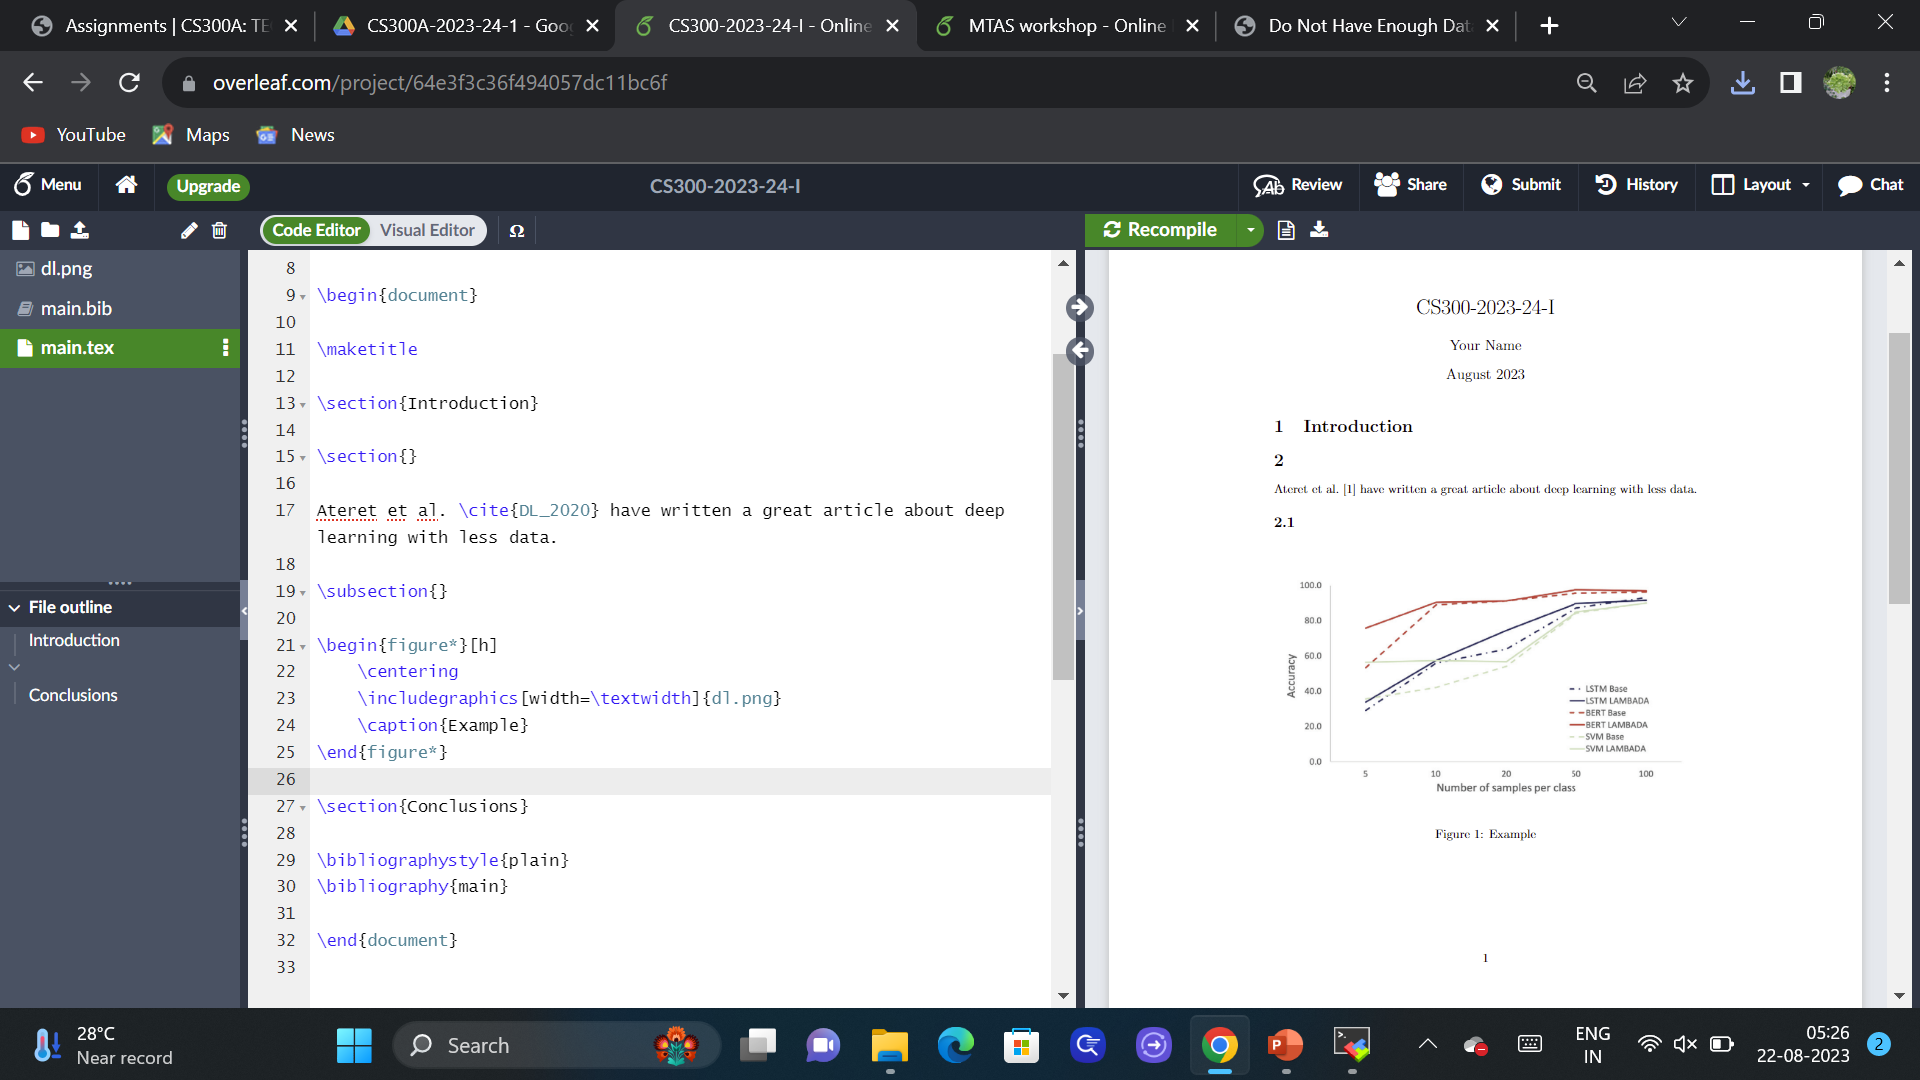 Assignments | CS300A: TE
CS300A-2023-24-1 - Goo
CS300-2023-24-I - Online
MTAS workshop - Online
Do Not Have Enough Dat
overleaf.com/project/64e3f3c36f494057dc11bc6f
YouTube
Maps
News
Menu
Upgrade
CS300-2023-24-I
Review
Share
Submit
History
Layout
Chat
Code Editor
Visual Editor
Ω
Recompile
dl.png
main.bib
main.tex
File outline
Introduction
Conclusions
8
9 \begin{document}
10
11 \maketitle
12
13 \section{Introduction}
14
15 \section{}
16
17 Ateret et al. \cite{DL_2020} have written a great article about deep
learning with less data.
18
19 \subsection{}
20
21 \begin{figure*}[h]
22 \centering
23 \includegraphics[width=\textwidth]{dl.png}
24 \caption{Example}
25 \end{figure*}
26
27 \section{Conclusions}
28
29 \bibliographystyle{plain}
30 \bibliography{main}
31
32 \end{document}
33
CS300-2023-24-I
Your Name
August 2023
1 Introduction
2
Ateret et al. [1] have written a great article about deep learning with less data.
2.1
100.0
80.0
60.0
40.0
20.0
0.0
Accuracy
LSTM Base
LSTM LAMBADA
BERT Base
BERT LAMBADA
SVM Base
SVM LAMBADA
5 10 20 50 100
Number of samples per class
Figure 1: Example
1
28°C
Near record
Search
ENG
IN
05:26
22-08-2023
2